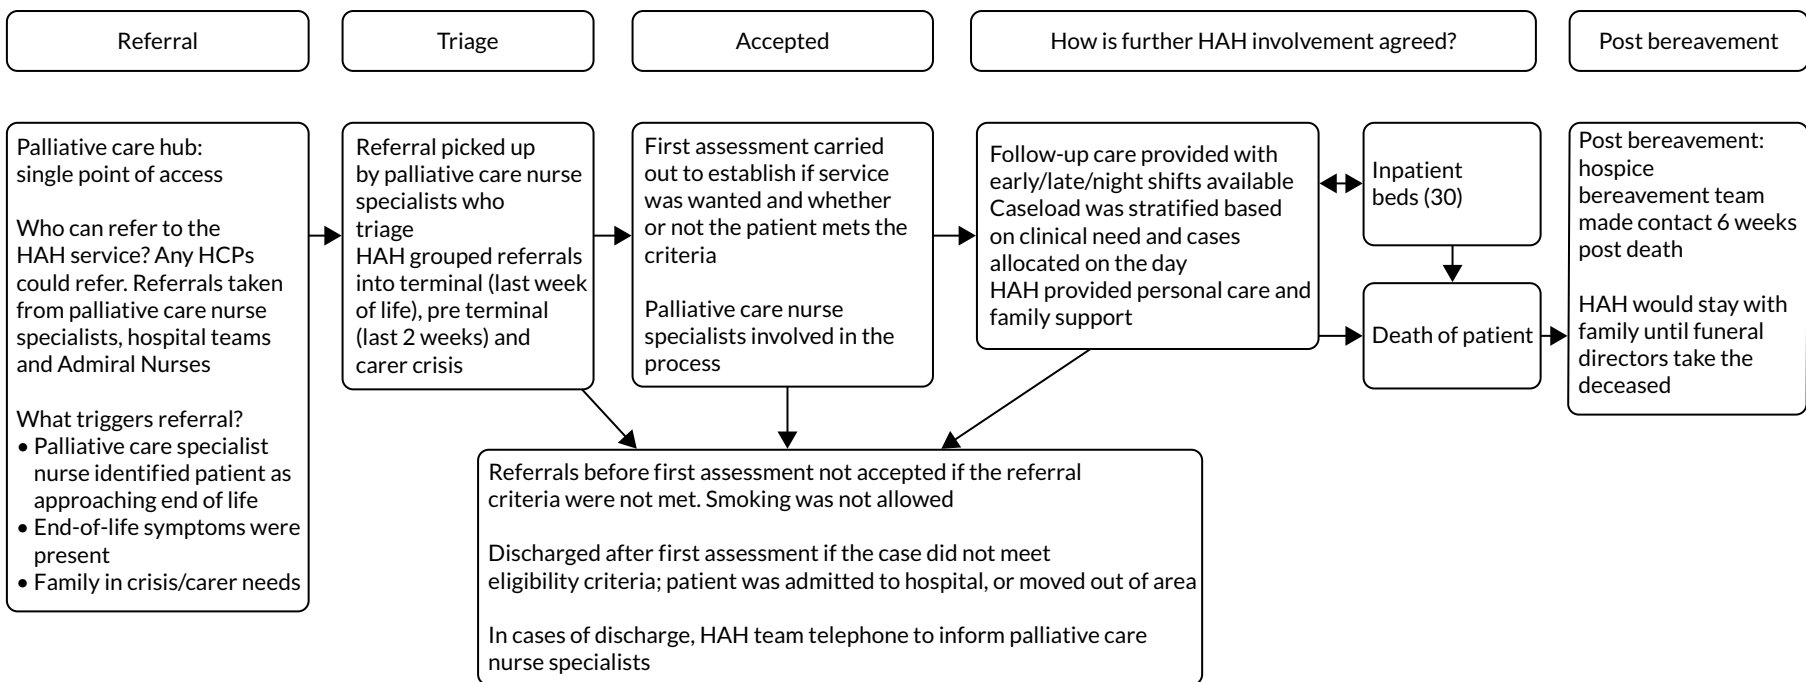 Referral
Triage
Accepted
How is further HAH involvement agreed?
Post bereavement
Palliative care hub:
single point of access
Who can refer to the
HAH service? Any HCPs
could refer. Referrals taken
from palliative care nurse
specialists, hospital teams
and Admiral Nurses
What triggers referral?
• Palliative care specialist
nurse identified patient as
approaching end of life
• End-of-life symptoms were
present
• Family in crisis/carer needs
Referral picked up
by palliative care nurse
specialists who
triage
HAH grouped referrals
into terminal (last week
of life), pre terminal
(last 2 weeks) and
carer crisis
First assessment carried
out to establish if service
was wanted and whether
or not the patient mets the
criteria
Palliative care nurse
specialists involved in the
process
Follow-up care provided with
early/late/night shifts available
Caseload was stratified based
on clinical need and cases
allocated on the day
HAH provided personal care and
family support
Inpatient
beds (30)
Death of patient
Post bereavement:
hospice
bereavement team
made contact 6 weeks
post death
HAH would stay with
family until funeral
directors take the
deceased
Referrals before first assessment not accepted if the referral
criteria were not met. Smoking was not allowed
Discharged after first assessment if the case did not meet
eligibility criteria; patient was admitted to hospital, or moved out of area
In cases of discharge, HAH team telephone to inform palliative care
nurse specialists